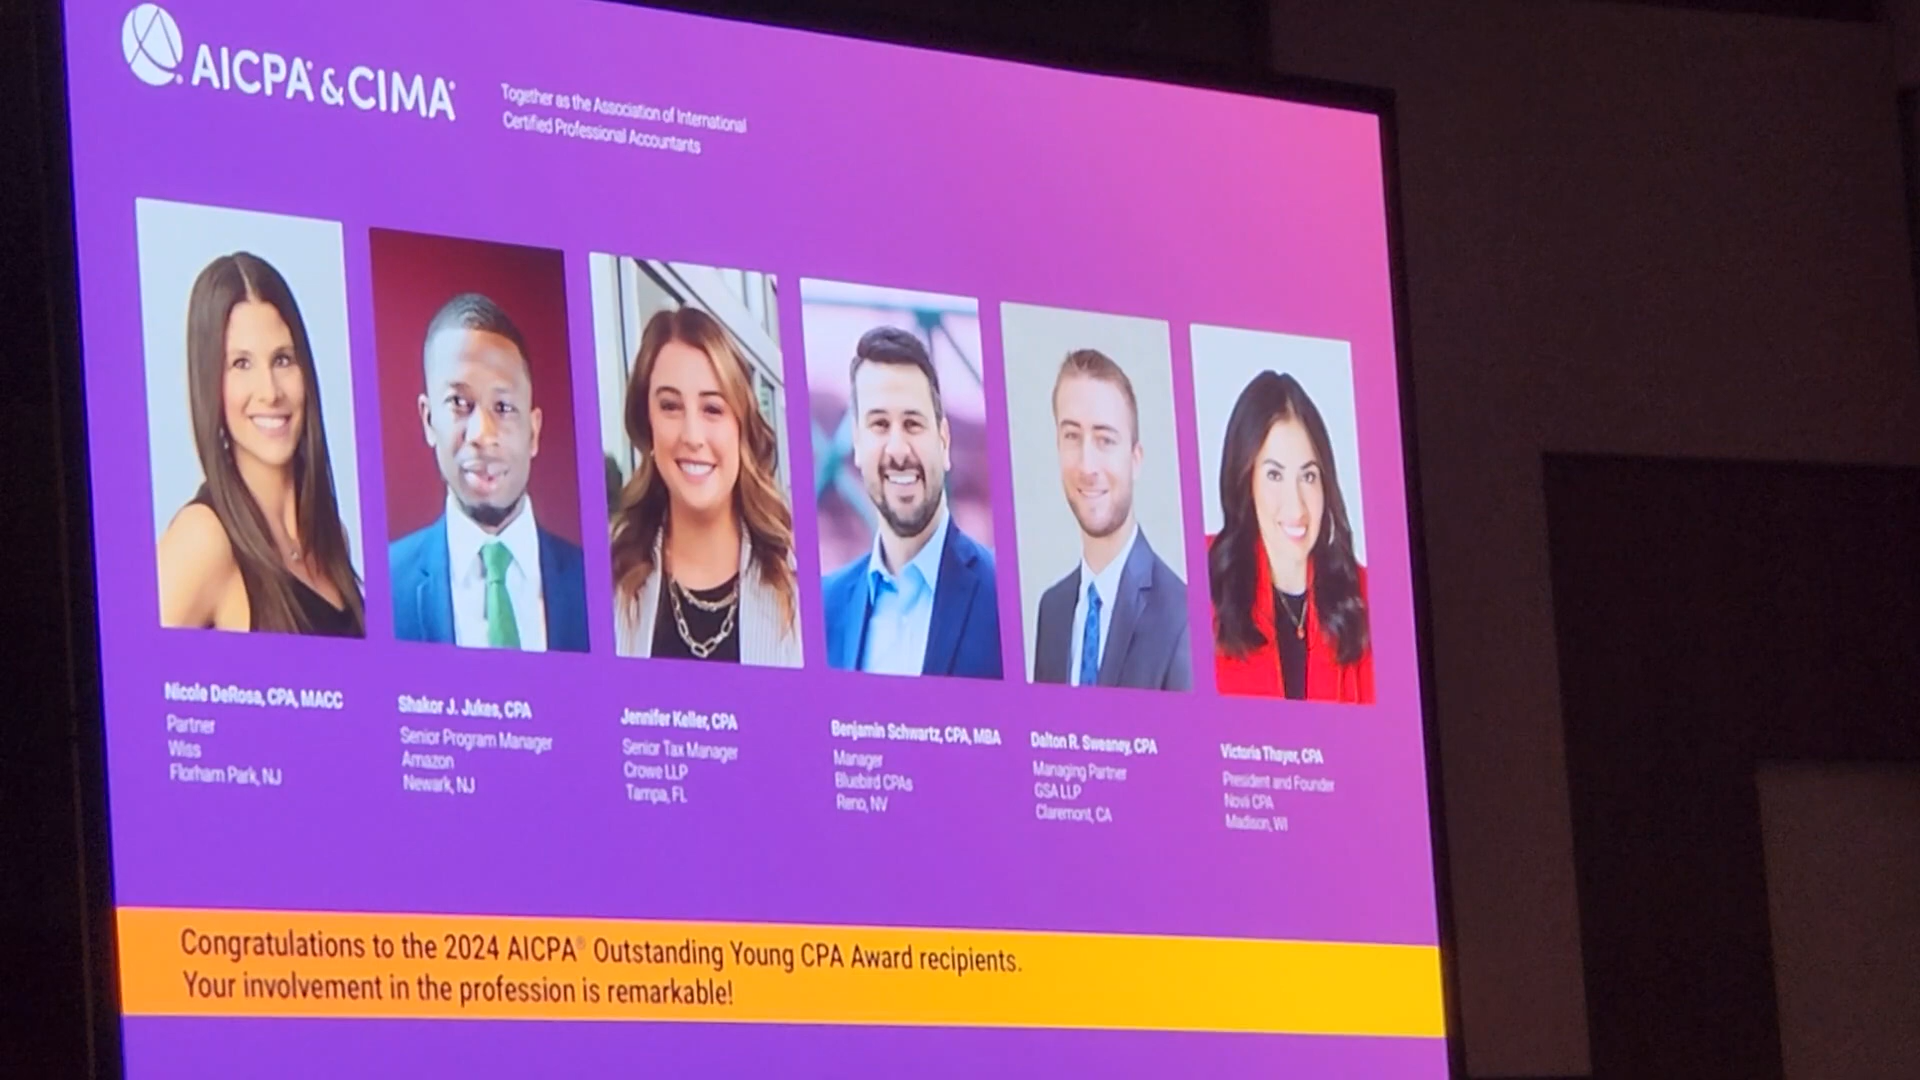 AICPA & CIMA
Together as the Association of International
Certified Professional Accountants
Nicole DeRosa, CPA, MACC
Partner
Wiss
Florham Park, NJ
Shakor J. Jukes, CPA
Senior Program Manager
Amazon
Newark, NJ
Jennifer Keller, CPA
Senior Tax Manager
Crowe LLP
Tampa, FL
Benjamin Schwartz, CPA, MBA
Manager
Bluebird CPAs
Reno, NV
Dalton R. Sweaney, CPA
Managing Partner
GSA LLP
Claremont, CA
Victoria Thayer, CPA
President and Founder
Novii CPA
Madison, WI
Congratulations to the 2024 AICPA® Outstanding Young CPA Award recipients.
Your involvement in the profession is remarkable!